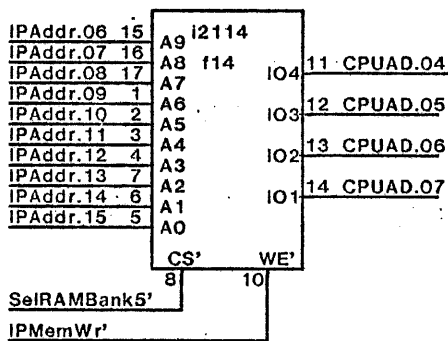 IPAddr.06 15 A9 i2114
IPAddr.07 16 A8 f14
IPAddr.08 17 A7 IO4 11 CPUAD.04
IPAddr.09 1 A6
IPAddr.10 2 A5 IO3 12 CPUAD.05
IPAddr.11 3 A4
IPAddr.12 4 A3 IO2 13 CPUAD.06
IPAddr.13 7 A2
IPAddr.14 6 A1 IO1 14 CPUAD.07
IPAddr.15 5 A0
CS' WE'
8 10
SelRAMBank5'
IPMemWr'